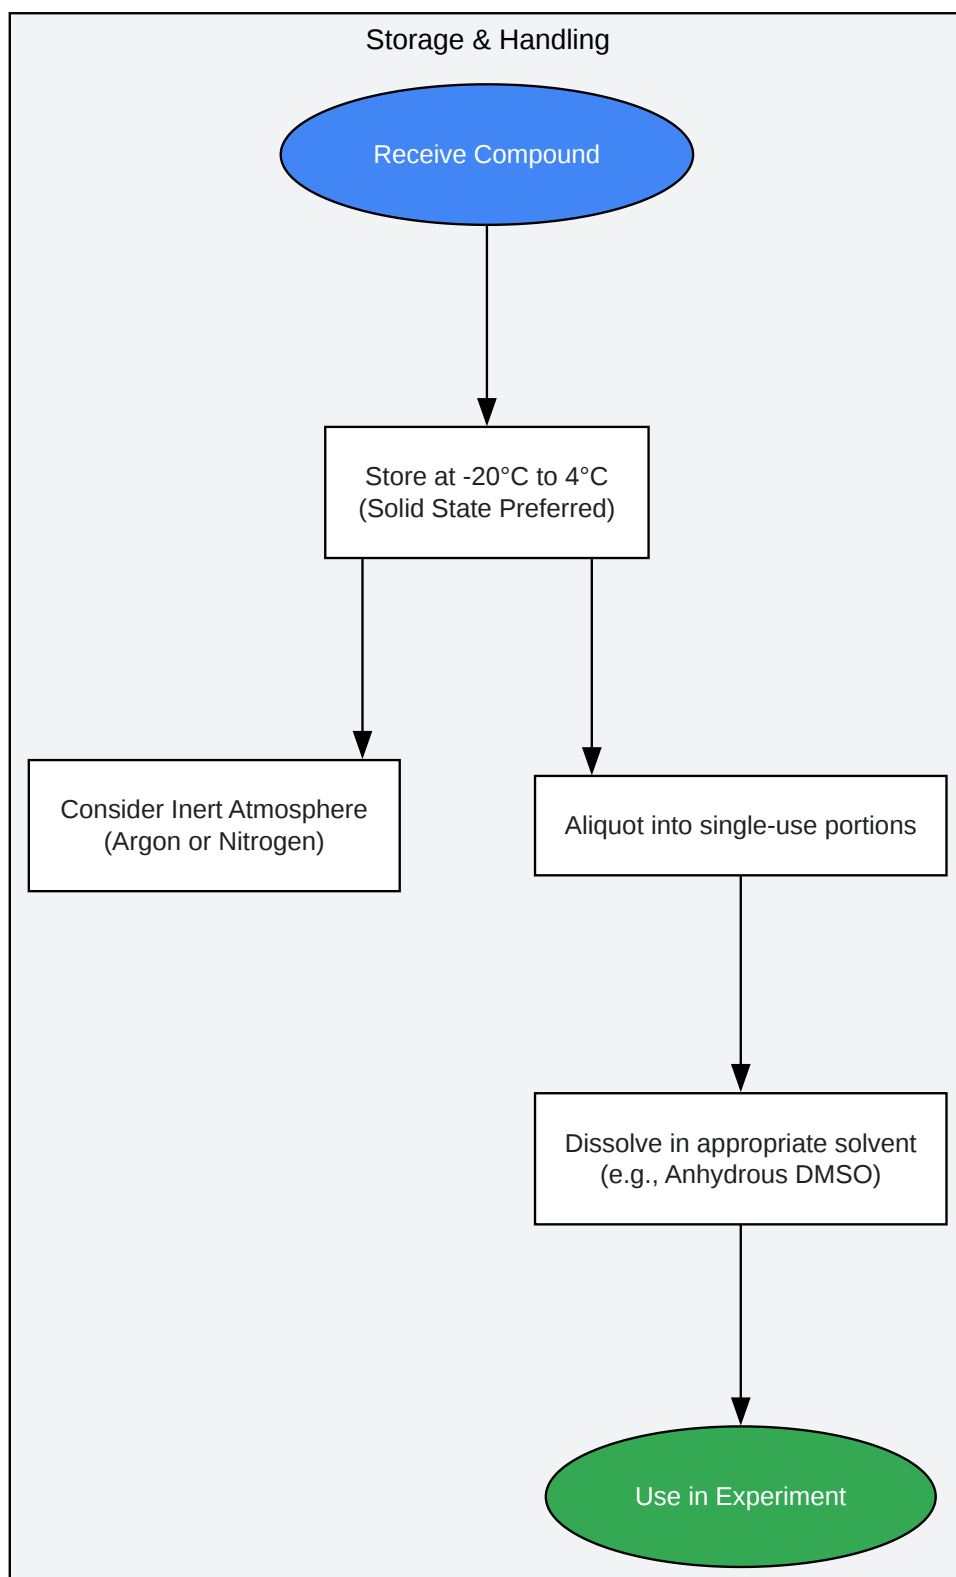 Storage & Handling
Receive Compound
Store at -20°C to 4°C
(Solid State Preferred)
Consider Inert Atmosphere
(Argon or Nitrogen)
Aliquot into single-use portions
Dissolve in appropriate solvent
(e.g., Anhydrous DMSO)
Use in Experiment